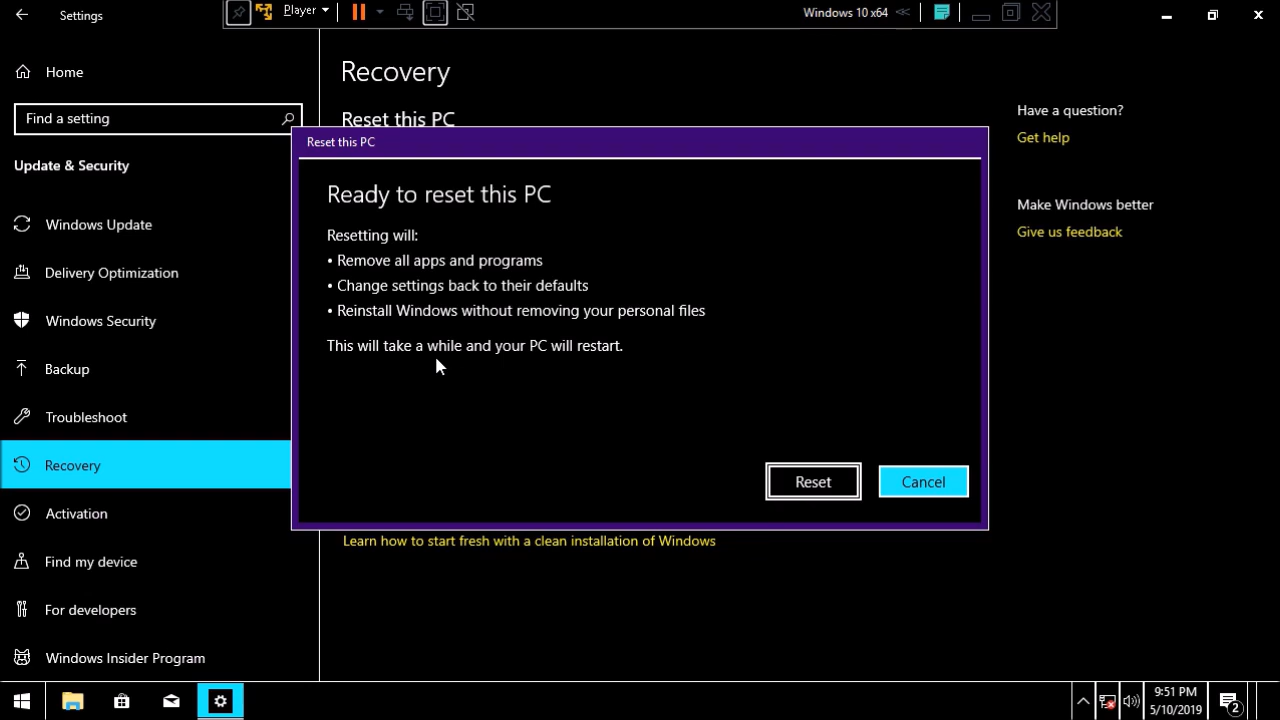 Settings
Player
Windows 10 x64
Home
Find a setting
Update & Security
Windows Update
Delivery Optimization
Windows Security
Backup
Troubleshoot
Recovery
Activation
Find my device
For developers
Windows Insider Program
Recovery
Reset this PC
Reset this PC
Ready to reset this PC
Resetting will:
• Remove all apps and programs
• Change settings back to their defaults
• Reinstall Windows without removing your personal files
This will take a while and your PC will restart.
Reset
Cancel
Learn how to start fresh with a clean installation of Windows
Have a question?
Get help
Make Windows better
Give us feedback
9:51 PM
5/10/2019
2